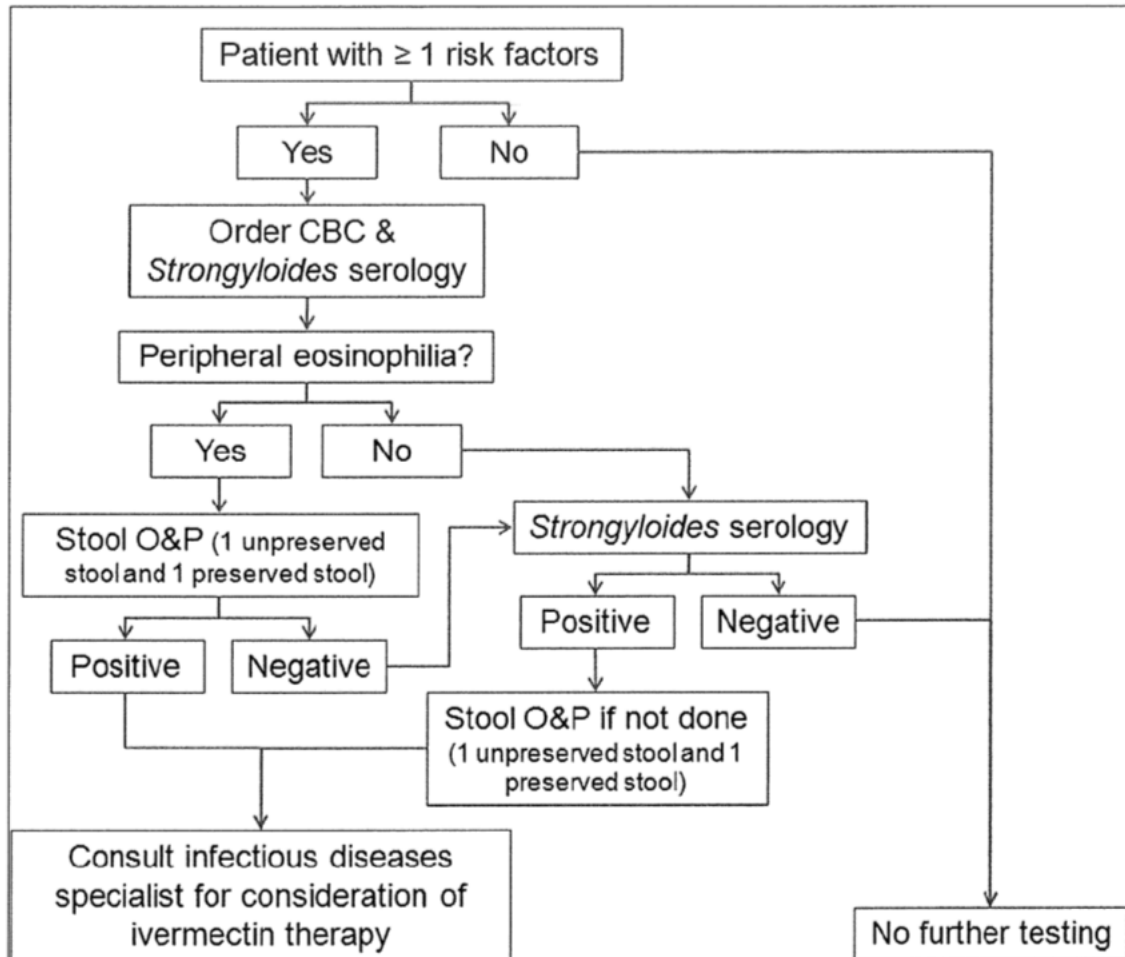 Patient with ≥ 1 risk factors
Yes
No
Order CBC &
Strongyloides serology
Peripheral eosinophilia?
Yes
No
Stool O&P (1 unpreserved
stool and 1 preserved stool)
Strongyloides serology
Positive
Negative
Positive
Negative
Stool O&P if not done
(1 unpreserved stool and 1
preserved stool)
Consult infectious diseases
specialist for consideration of
ivermectin therapy
No further testing